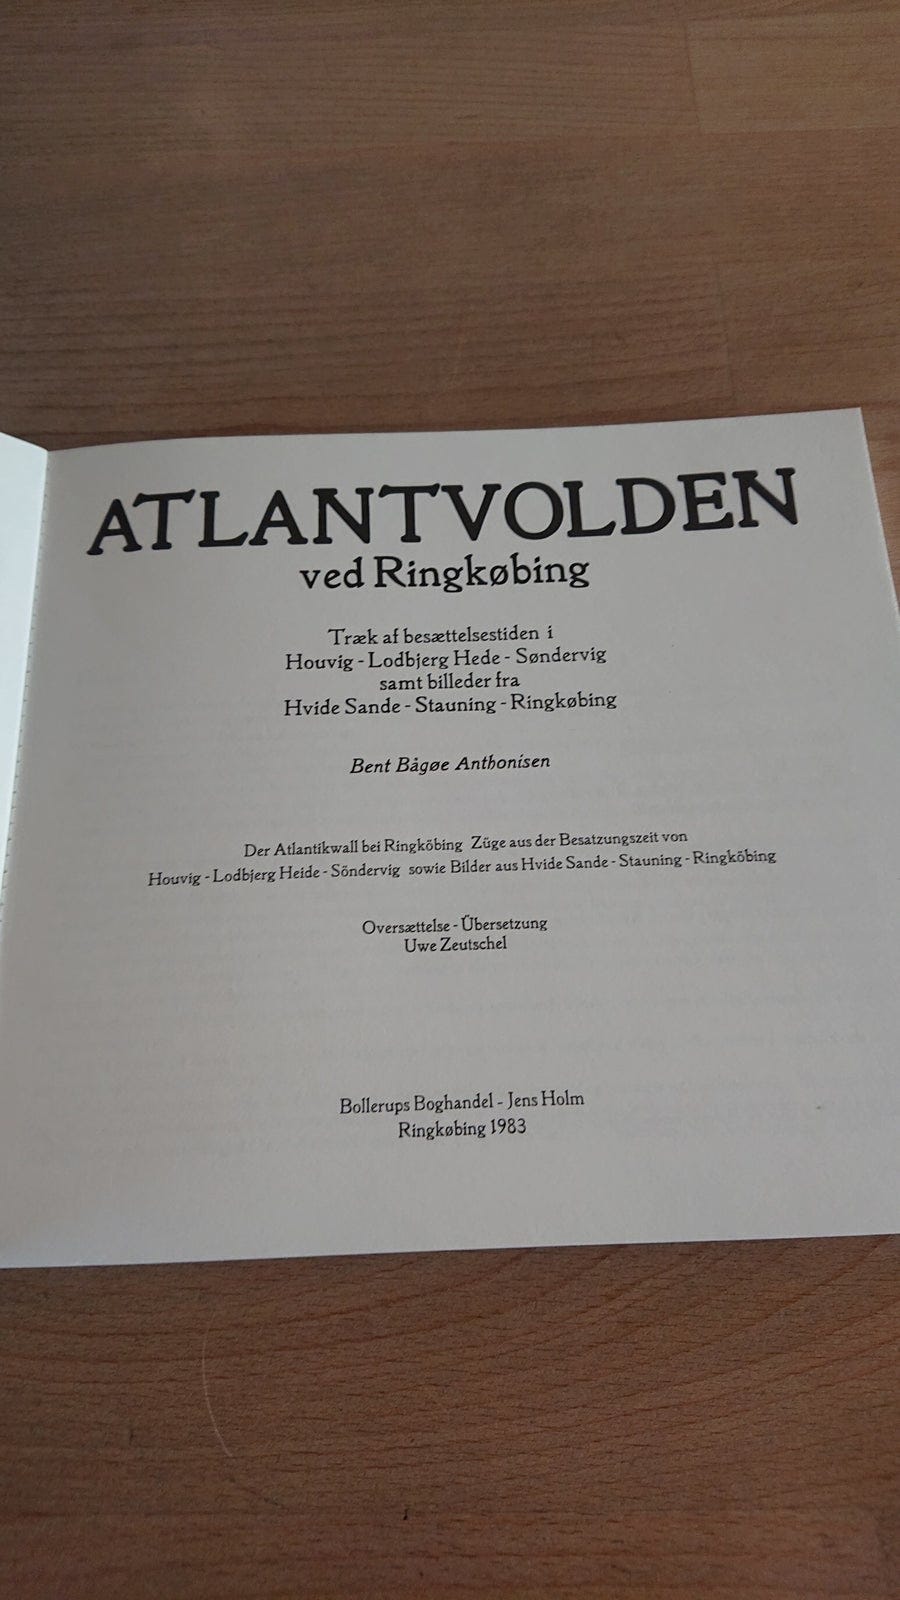 ATLANTVOLDEN
ved Ringkøbing
Træk af besættelsestiden i
Houvig - Lodbjerg Hede - Søndervig
samt billeder fra
Hvide Sande - Stauning - Ringkøbing
Bent Bågøe Anthonisen
Der Atlantikwall bei Ringköbing Züge aus der Besatzungszeit von
Houvig - Lodbjerg Heide - Söndervig sowie Bilder aus Hvide Sande - Stauning - Ringköbing
Oversættelse - Übersetzung
Uwe Zeutschel
Bollerups Boghandel - Jens Holm
Ringkøbing 1983